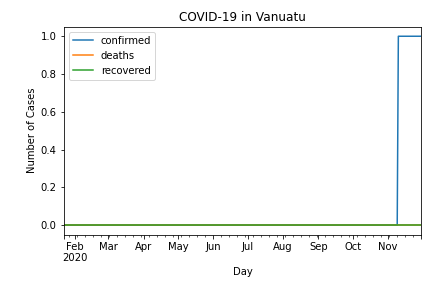 COVID-19 in Vanuatu
confirmed
deaths
recovered
Number of Cases
1.0
0.8
0.6
0.4
0.2
0.0
Feb Mar Apr May Jun Jul Aug Sep Oct Nov
2020
Day